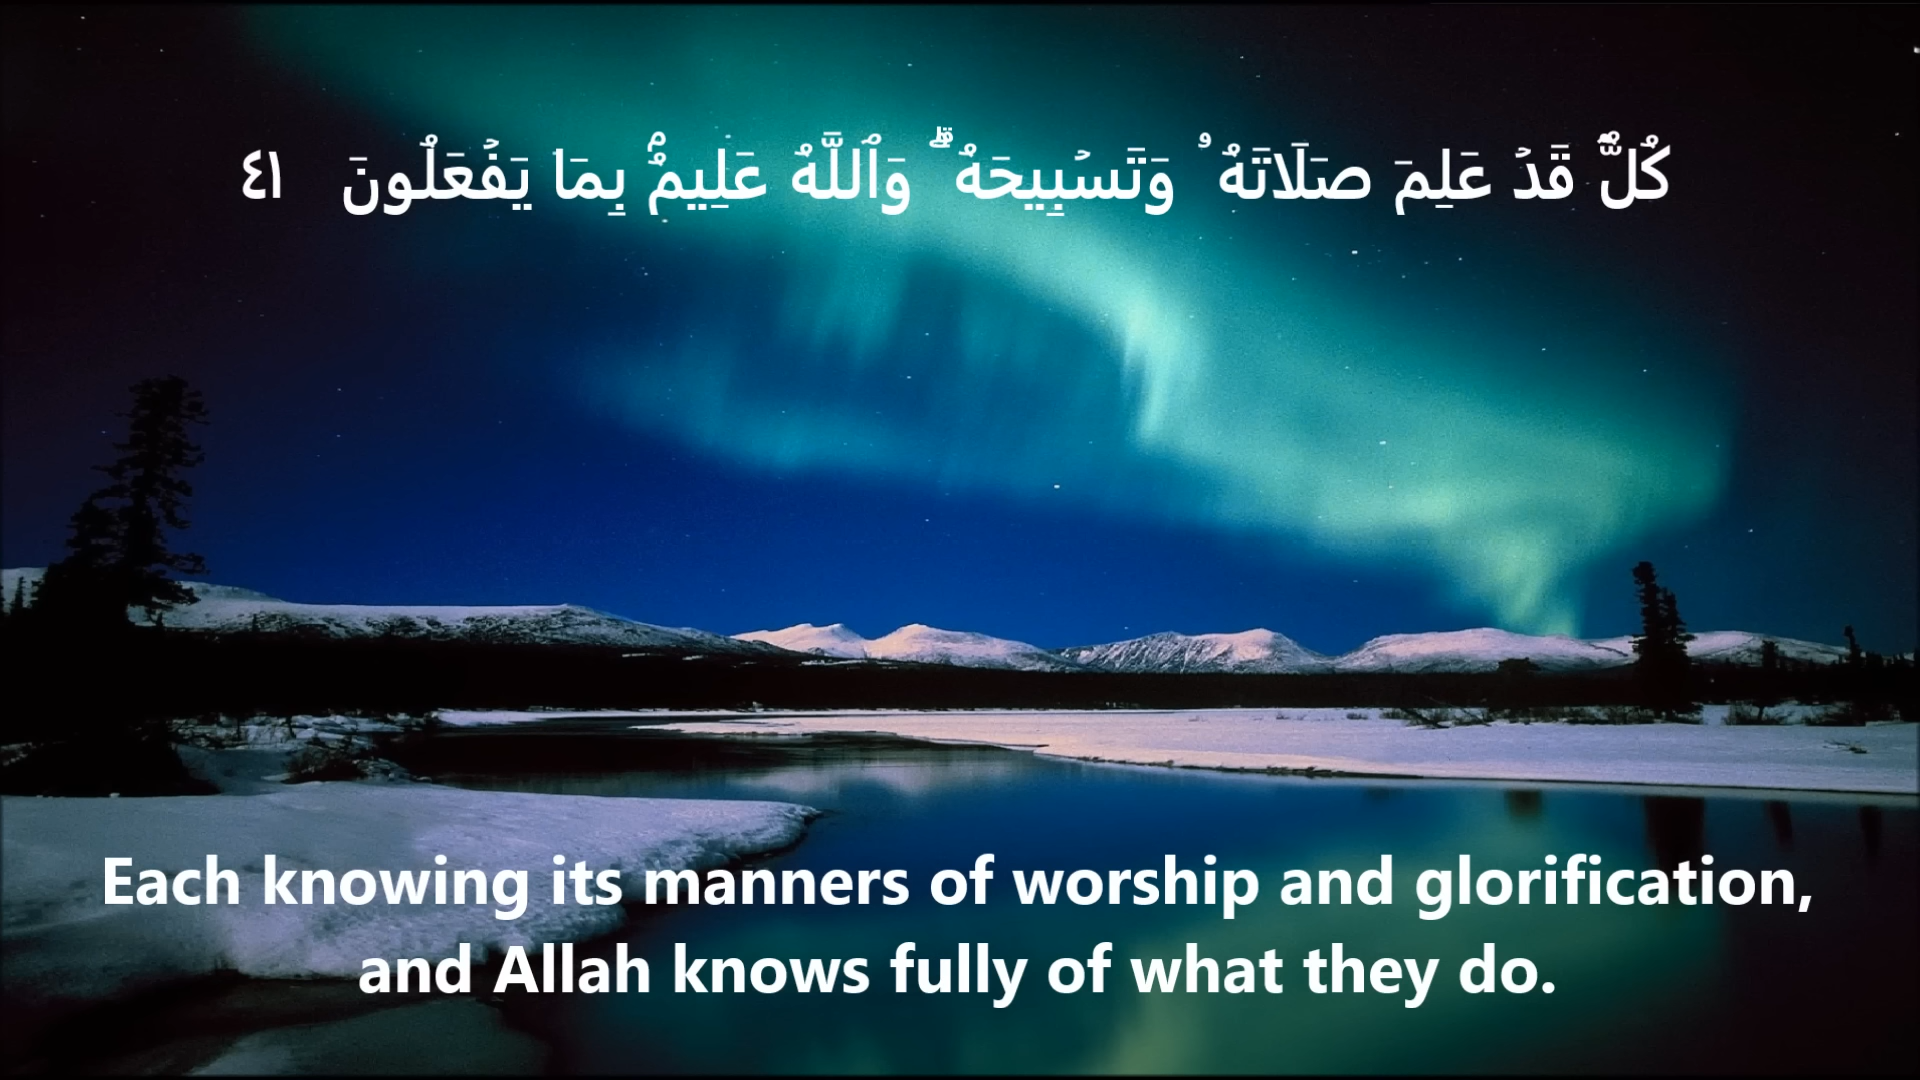 كُلٌّۭ قَدْ عَلِمَ صَلَاتَهُۥ وَتَسْبِيحَهُۥ ۗ وَٱللَّهُ عَلِيمٌۢ بِمَا يَفْعَلُونَ ٤١
Each knowing its manners of worship and glorification,
and Allah knows fully of what they do.